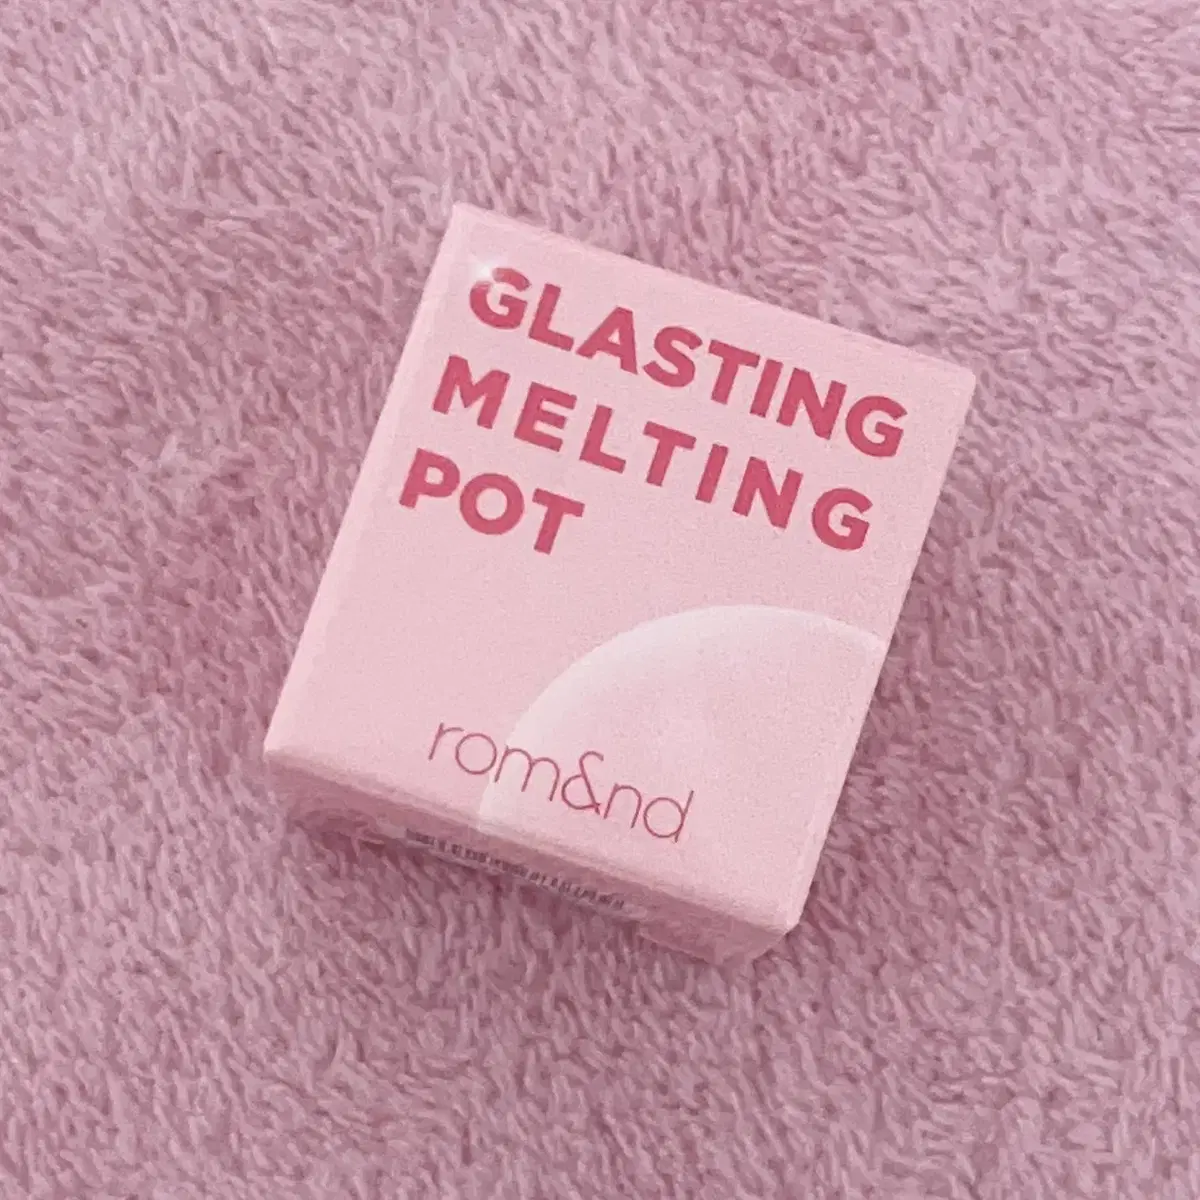 GLASTING
MELTING
POT
rom&nd